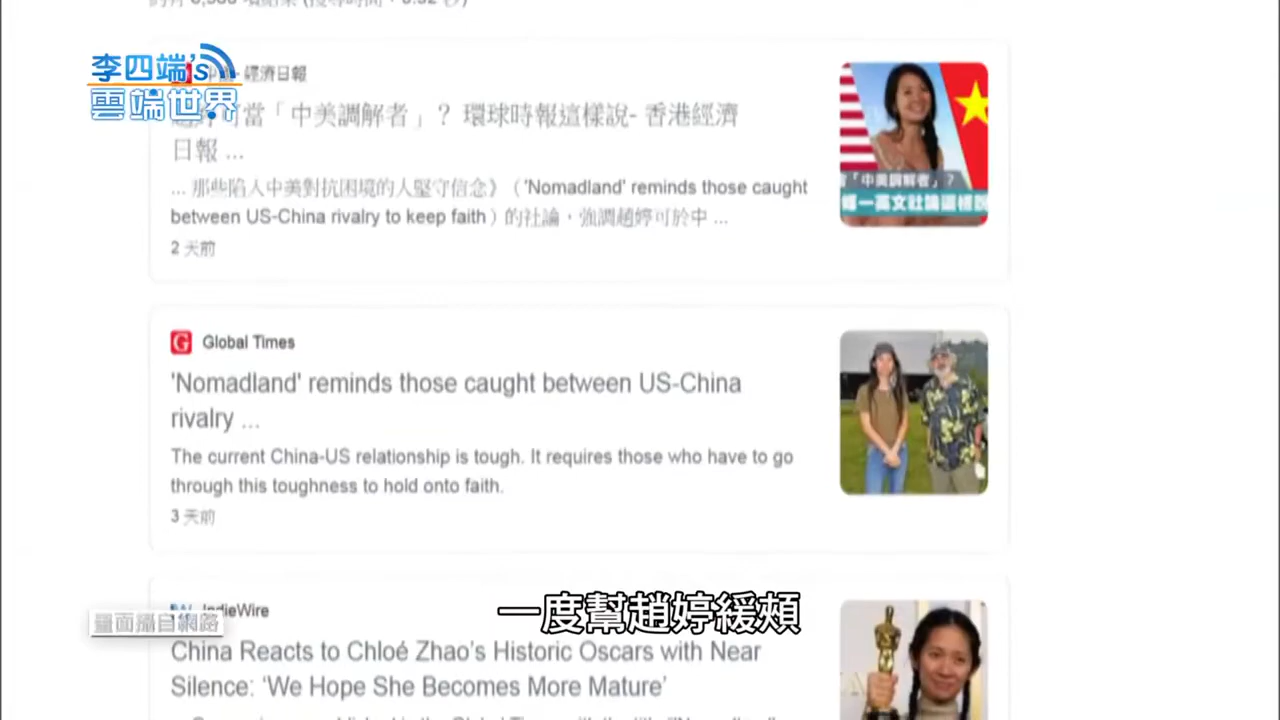 李四端's
雲端世界
經濟日報
當「中美調解者」？ 環球時報這樣說- 香港經濟
日報 ...
... 那些陷入中美對抗困境的人堅守信念》（'Nomadland' reminds those caught
between US-China rivalry to keep faith）的社論，強調趙婷可於中 ...
2 天前
「中美調解者」？
G Global Times
'Nomadland' reminds those caught between US-China
rivalry ...
The current China-US relationship is tough. It requires those who have to go
through this toughness to hold onto faith.
3 天前
IndieWire
China Reacts to Chloé Zhao's Historic Oscars with Near
Silence: 'We Hope She Becomes More Mature'
畫面攝自網路
一度幫趙婷緩頰